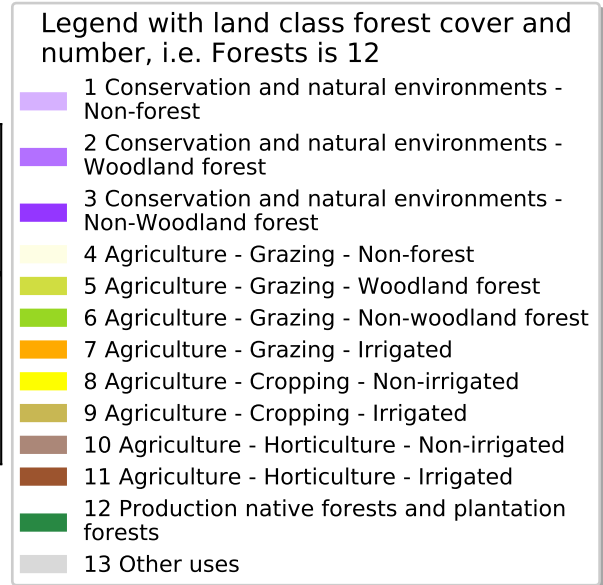 Legend with land class forest cover and
number, i.e. Forests is 12
1 Conservation and natural environments -
Non-forest
2 Conservation and natural environments -
Woodland forest
3 Conservation and natural environments -
Non-Woodland forest
4 Agriculture - Grazing - Non-forest
5 Agriculture - Grazing - Woodland forest
6 Agriculture - Grazing - Non-woodland forest
7 Agriculture - Grazing - Irrigated
8 Agriculture - Cropping - Non-irrigated
9 Agriculture - Cropping - Irrigated
10 Agriculture - Horticulture - Non-irrigated
11 Agriculture - Horticulture - Irrigated
12 Production native forests and plantation
forests
13 Other uses